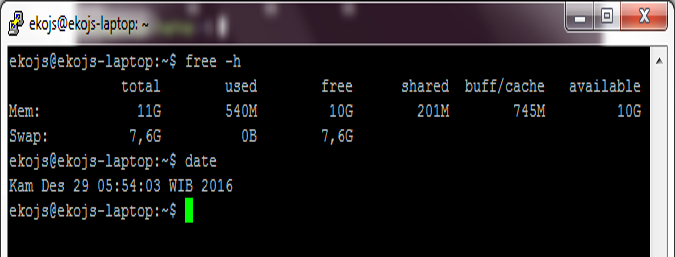 ekojs@ekojs-laptop: ~
ekojs@ekojs-laptop:~$ free -h
total used free shared buff/cache available
Mem: 11G 540M 10G 201M 745M 10G
Swap: 7,6G 0B 7,6G
ekojs@ekojs-laptop:~$ date
Kam Des 29 05:54:03 WIB 2016
ekojs@ekojs-laptop:~$